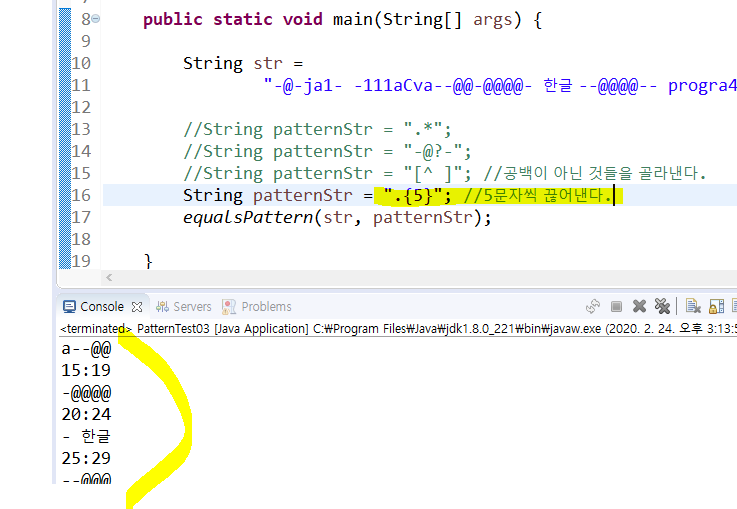 8 public static void main(String[] args) {
9
10 String str =
11 "-@-ja1- -111aCva--@@-@@@@- 한글 --@@@@-- progra4
12
13 //String patternStr = ".*";
14 //String patternStr = "-@?-";
15 //String patternStr = "[^ ]"; //공백이 아닌 것들을 골라낸다.
16 String patternStr = ".{5}"; //5문자씩 끊어낸다.
17 equalsPattern(str, patternStr);
18
19 }
Console Servers Problems
<terminated> PatternTest03 [Java Application] C:₩Program Files₩Java₩jdk1.8.0_221₩bin₩javaw.exe (2020. 2. 24. 오후 3:13:5
a--@@
15:19
-@@@@
20:24
- 한글
25:29
--@@@